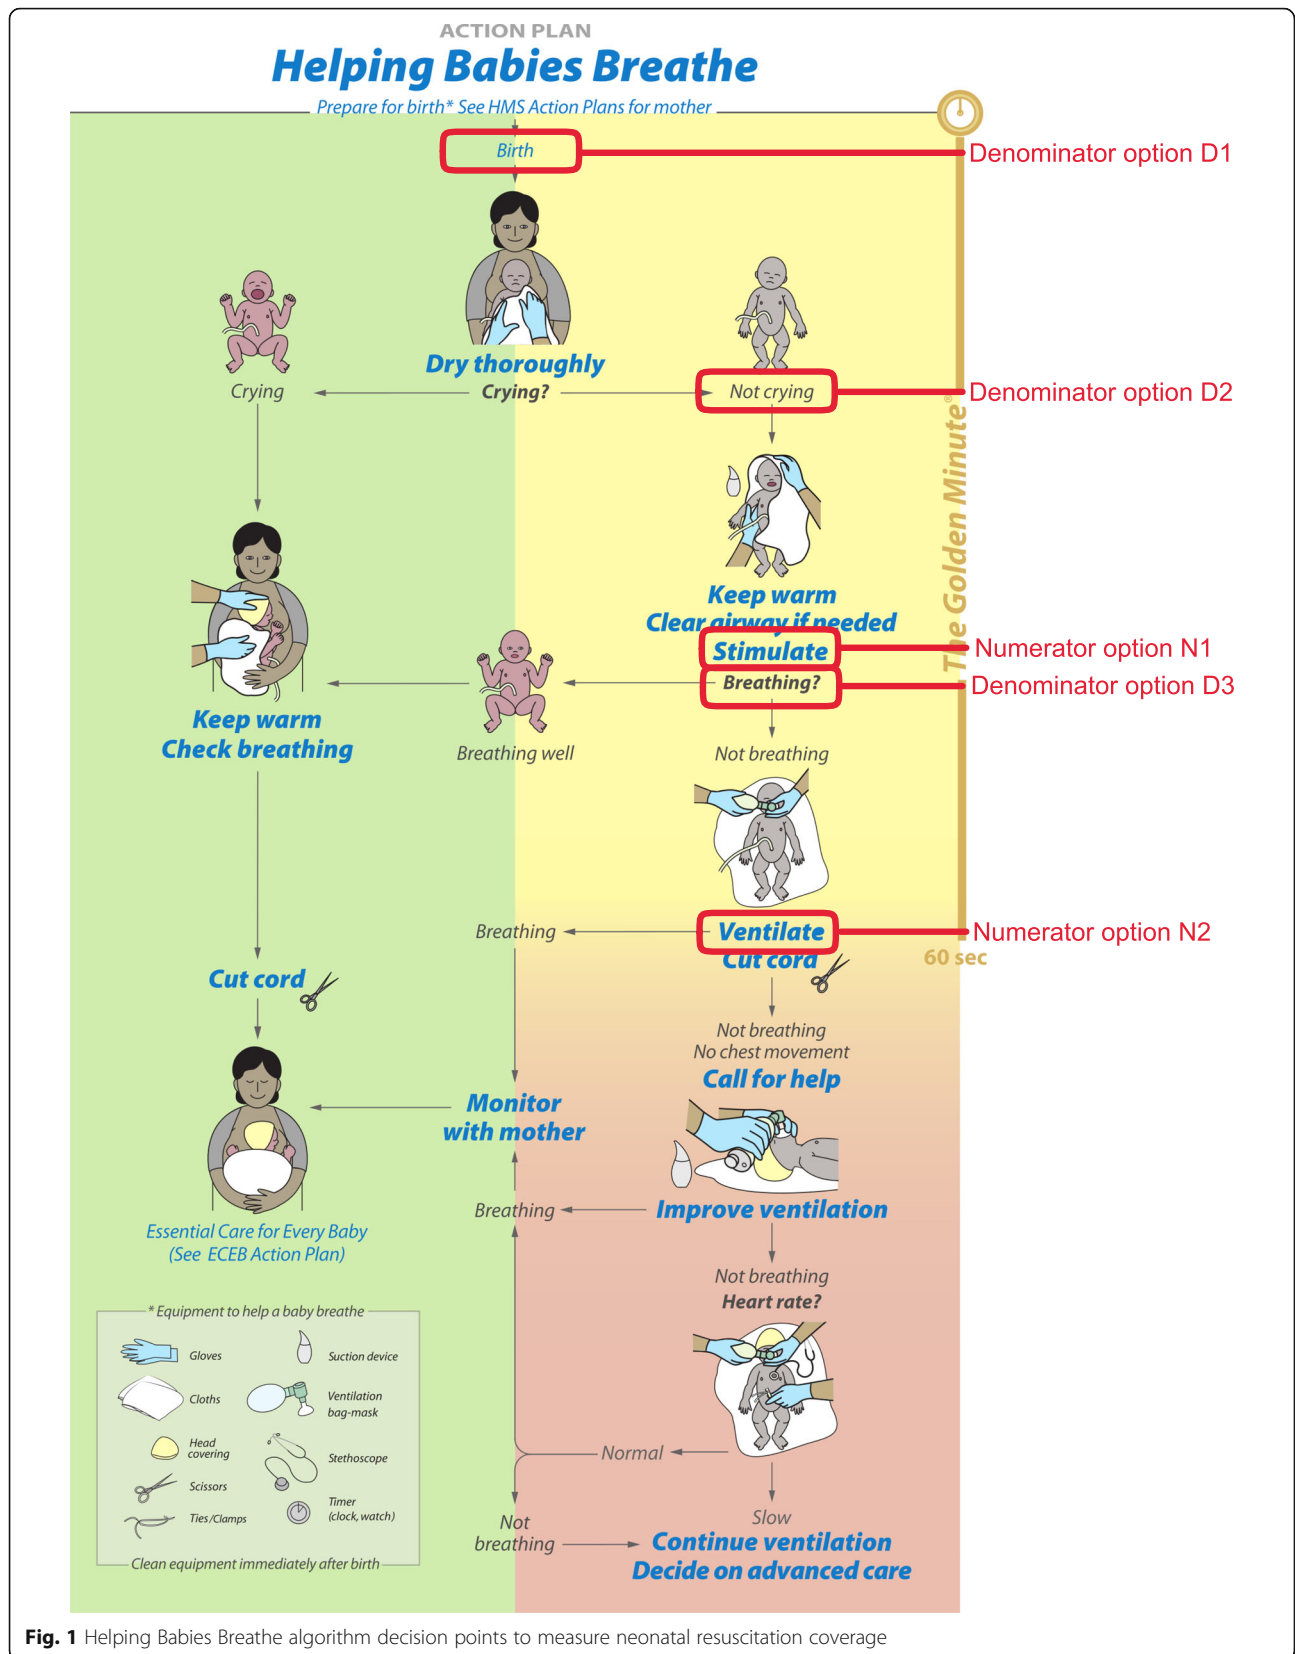 ACTION PLAN
Helping Babies Breathe
Prepare for birth* See HMS Action Plans for mother
Birth
Denominator option D1
Dry thoroughly
Crying
Crying?
Not crying
Denominator option D2
The Golden Minute®
Keep warm
Clear airway if needed
Stimulate
Numerator option N1
Breathing?
Denominator option D3
Keep warm
Check breathing
Breathing well
Not breathing
Breathing
Ventilate
Numerator option N2
Cut cord
60 sec
Cut cord
Not breathing
No chest movement
Call for help
Monitor
with mother
Breathing
Improve ventilation
Essential Care for Every Baby
(See ECEB Action Plan)
Not breathing
Heart rate?
* Equipment to help a baby breathe
Gloves
Suction device
Cloths
Ventilation
bag-mask
Head
covering
Stethoscope
Scissors
Timer
(clock, watch)
Ties/Clamps
Clean equipment immediately after birth
Normal
Slow
Not
breathing
Continue ventilation
Decide on advanced care
Fig. 1 Helping Babies Breathe algorithm decision points to measure neonatal resuscitation coverage